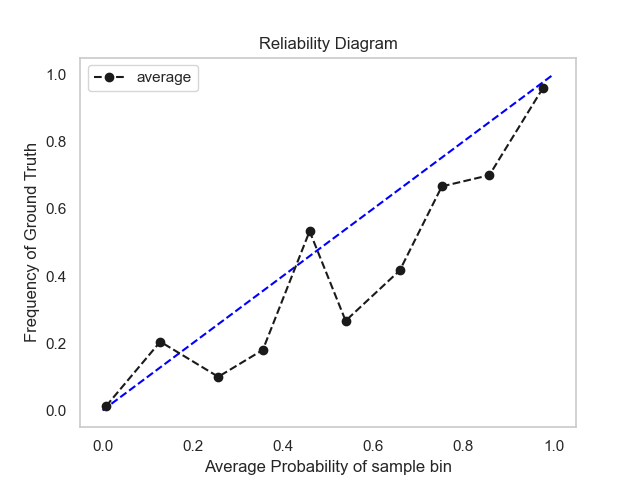 Reliability Diagram
average
Frequency of Ground Truth
1.0
0.8
0.6
0.4
0.2
0.0
0.0 0.2 0.4 0.6 0.8 1.0
Average Probability of sample bin